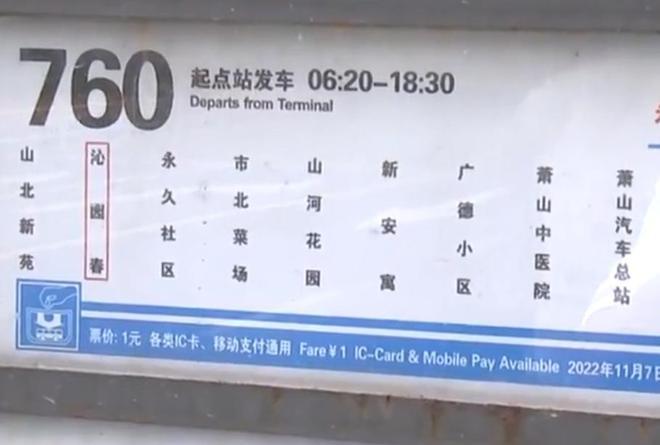 760
起点站发车 06:20-18:30
Departs from Terminal
山北新苑
沁园春
永久社区
市北菜场
山河花园
新安寓
广德小区
萧山中医院
萧山汽车总站
票价: 1元 各类IC卡、移动支付通用 Fare¥1 IC-Card & Mobile Pay Available 2022年11月7日